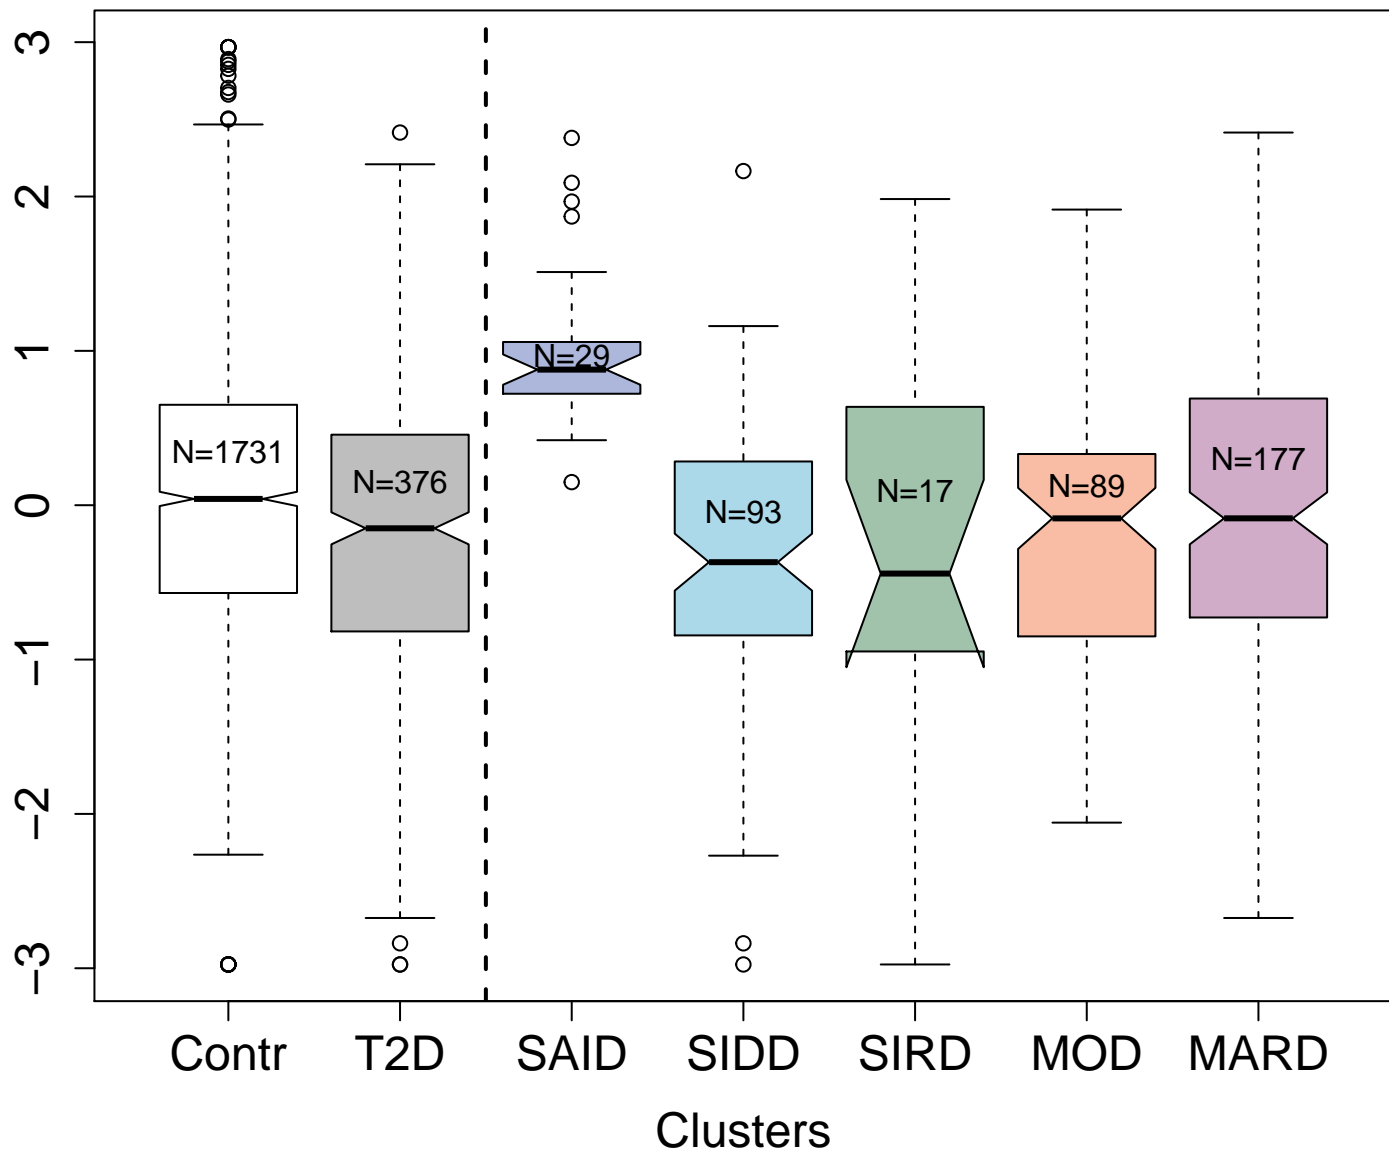 3
2
1
0
−1
−2
−3
N=1731
N=376
N=29
N=93
N=17
N=89
N=177
Contr T2D SAID SIDD SIRD MOD MARD
Clusters